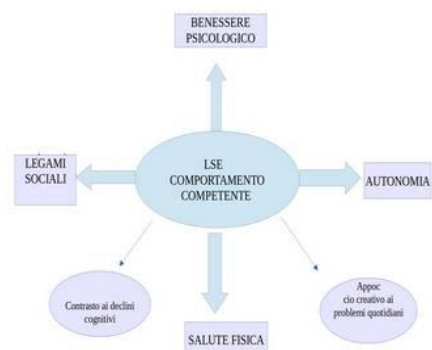 BENESSERE
PSICOLOGICO
LEGAMI
SOCIALI
LSE
COMPORTAMENTO
COMPETENTE
AUTONOMIA
Contrasto ai declini
cognitivi
Appoc
cio creativo ai
problemi quotidiani
SALUTE FISICA